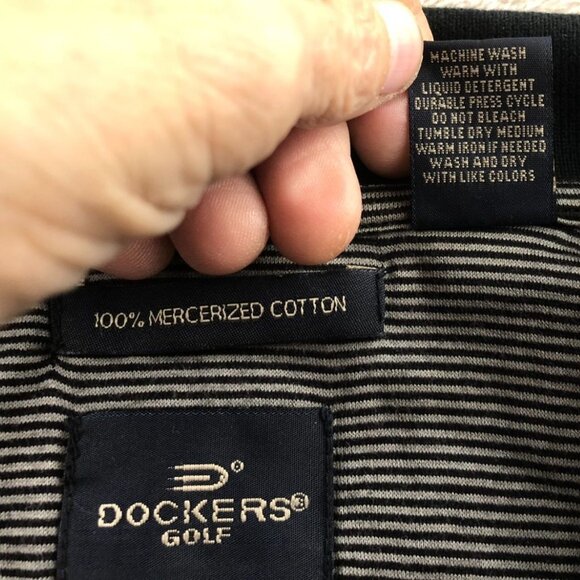 MACHINE WASH
WARM WITH
LIQUID DETERGENT
DURABLE PRESS CYCLE
DO NOT BLEACH
TUMBLE DRY MEDIUM
WARM IRON IF NEEDED
WASH AND DRY
WITH LIKE COLORS
100% MERCERIZED COTTON
DOCKERS®
GOLF